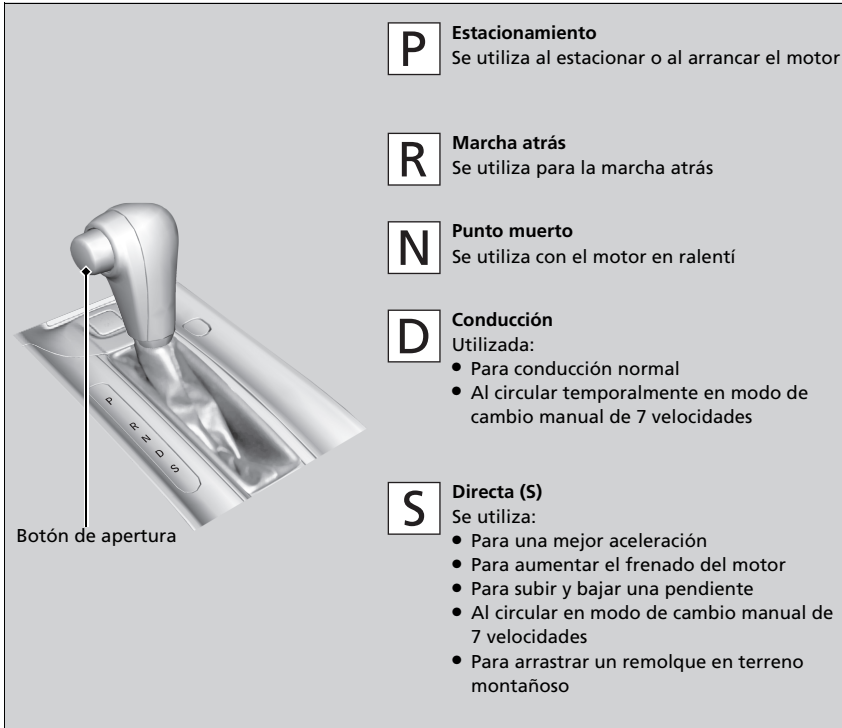 P
Estacionamiento
Se utiliza al estacionar o al arrancar el motor
R
Marcha atrás
Se utiliza para la marcha atrás
N
Punto muerto
Se utiliza con el motor en ralentí
D
Conducción
Utilizada:
● Para conducción normal
● Al circular temporalmente en modo de
cambio manual de 7 velocidades
S
Directa (S)
Se utiliza:
● Para una mejor aceleración
● Para aumentar el frenado del motor
● Para subir y bajar una pendiente
● Al circular en modo de cambio manual de
7 velocidades
● Para arrastrar un remolque en terreno
montañoso
P
R
N
D
S
Botón de apertura